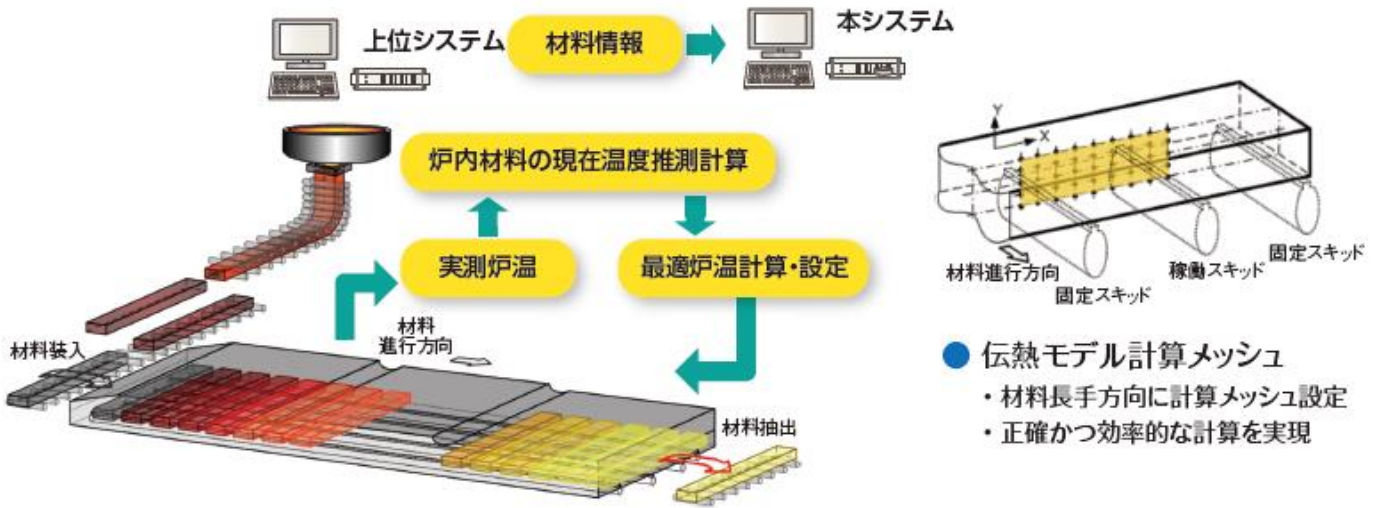 上位システム
材料情報
本システム
炉内材料の現在温度推測計算
実測炉温
最適炉温計算・設定
材料装入
材料
進行方向
材料抽出
Y
X
材料進行方向
固定スキッド
稼働スキッド
固定スキッド
● 伝熱モデル計算メッシュ
・材料長手方向に計算メッシュ設定
・正確かつ効率的な計算を実現